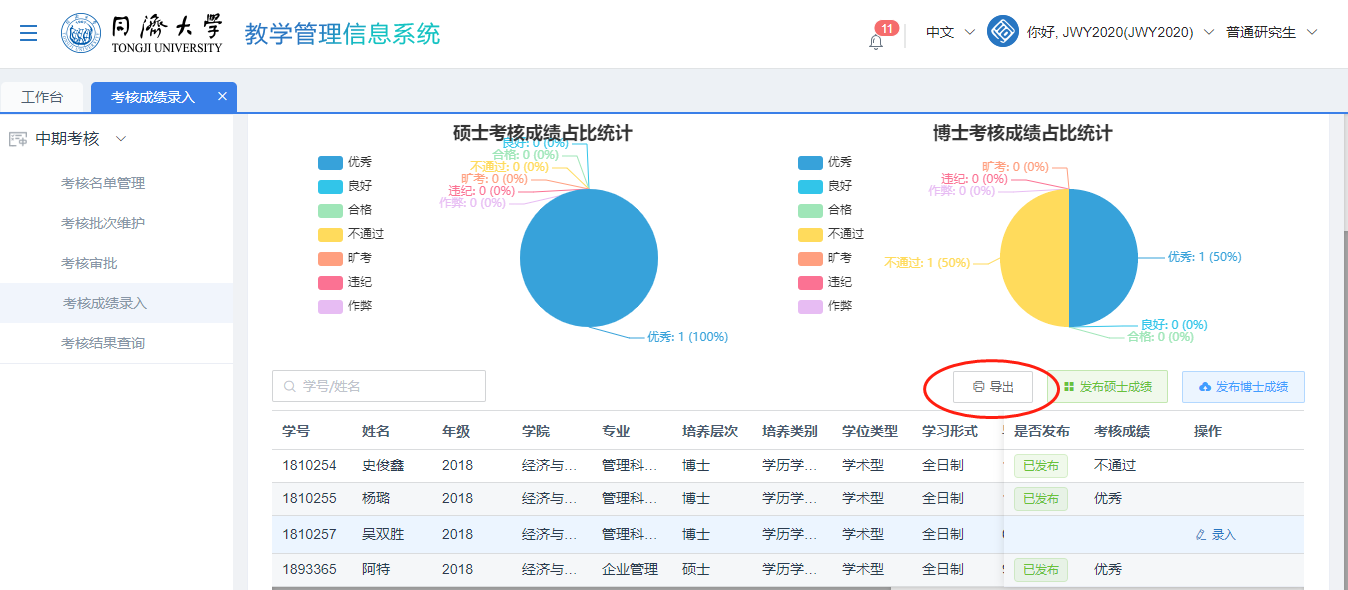 同济大学
TONGJI UNIVERSITY
教学管理信息系统
11
中文
你好, JWY2020(JWY2020)
普通研究生
工作台
考核成绩录入
中期考核
考核名单管理
考核批次维护
考核审批
考核成绩录入
考核结果查询
硕士考核成绩占比统计
优秀
良好
合格
不通过
旷考
违纪
作弊
良好: 0 (0%)
合格: 0 (0%)
不通过: 0 (0%)
旷考: 0 (0%)
违纪: 0 (0%)
作弊: 0 (0%)
优秀: 1 (100%)
博士考核成绩占比统计
优秀
良好
合格
不通过
旷考
违纪
作弊
旷考: 0 (0%)
违纪: 0 (0%)
作弊: 0 (0%)
不通过: 1 (50%)
优秀: 1 (50%)
良好: 0 (0%)
合格: 0 (0%)
学号/姓名
导出
发布硕士成绩
发布博士成绩
学号 姓名 年级 学院 专业 培养层次 培养类别 学位类型 学习形式 是否发布 考核成绩 操作
1810254 史俊鑫 2018 经济与... 管理科... 博士 学历学... 学术型 全日制 已发布 不通过
1810255 杨璐 2018 经济与... 管理科... 博士 学历学... 学术型 全日制 已发布 优秀
1810257 吴双胜 2018 经济与... 管理科... 博士 学历学... 学术型 全日制 录入
1893365 阿特 2018 经济与... 企业管理 硕士 学历学... 学术型 全日制 已发布 优秀